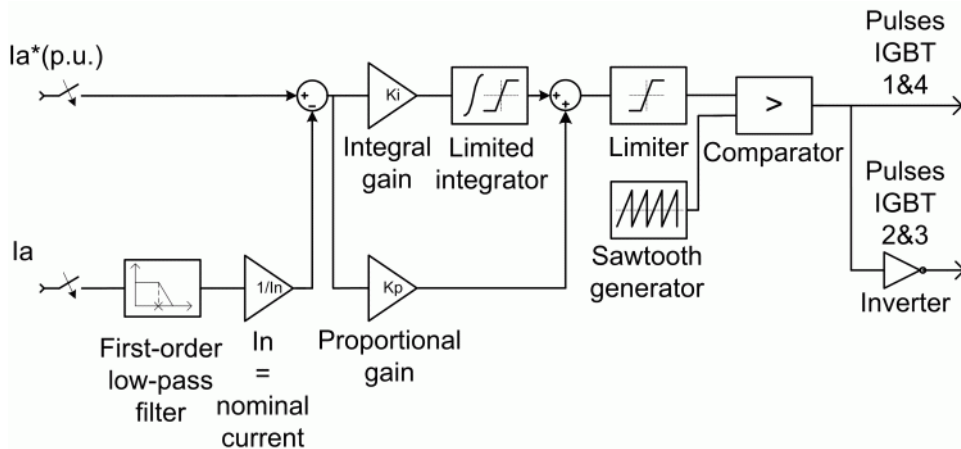 Ia*(p.u.)
+
−
Ki
Integral
gain
Limited
integrator
+
+
Limiter
>
Comparator
Pulses
IGBT
1&4
Pulses
IGBT
2&3
Inverter
Sawtooth
generator
Ia
First-order
low-pass
filter
1/In
In
=
nominal
current
Kp
Proportional
gain